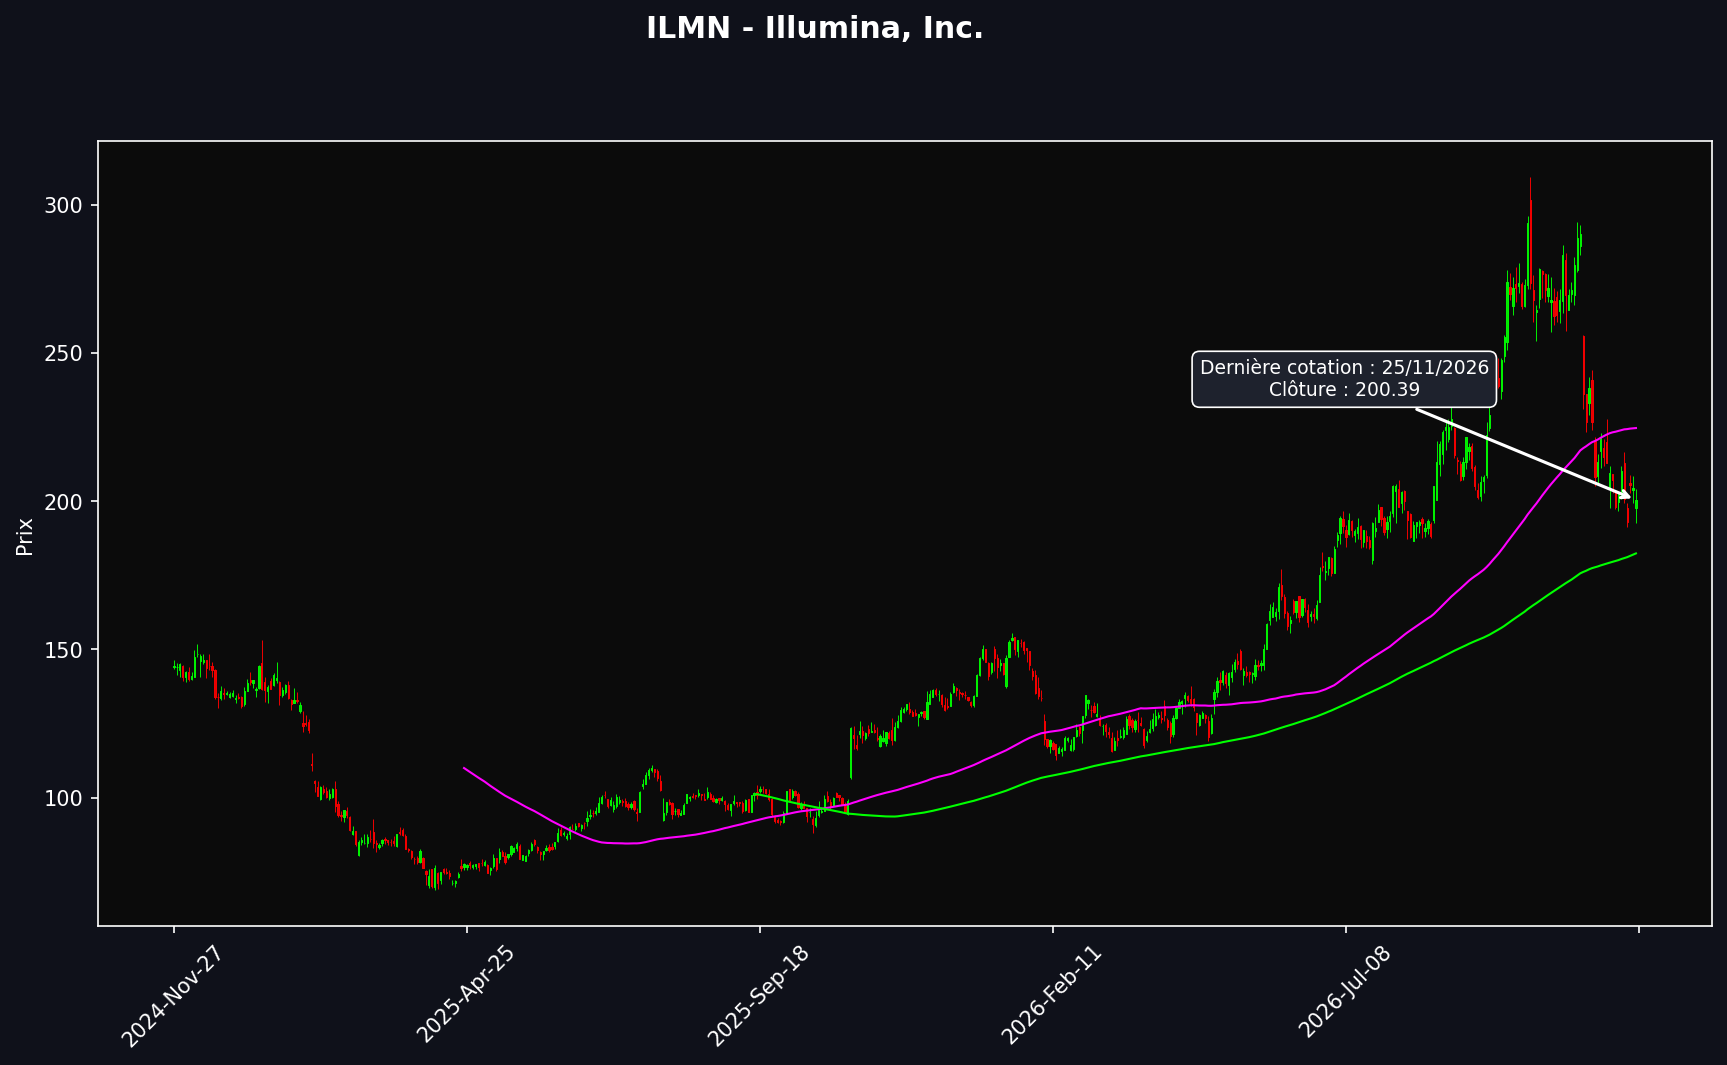 ILMN - Illumina, Inc.
Prix
300
250
200
150
100
Dernière cotation : 25/11/2026
Clôture : 200.39
2024-Nov-27
2025-Apr-25
2025-Sep-18
2026-Feb-11
2026-Jul-08